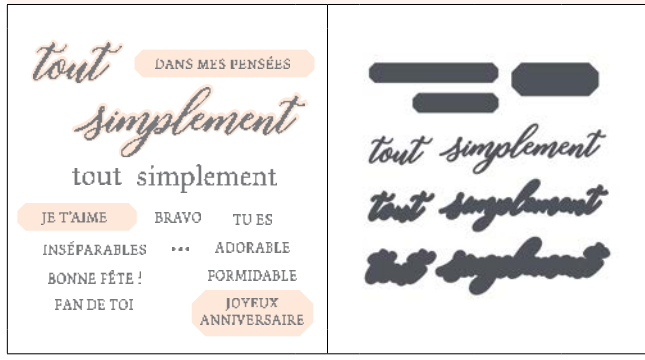 tout
DANS MES PENSÉES
simplement
tout simplement
JE T'AIME
BRAVO
TU ES
INSÉPARABLES
...
ADORABLE
BONNE FÊTE !
FORMIDABLE
FAN DE TOI
JOYEUX
ANNIVERSAIRE
tout simplement
tout simplement
tout simplement